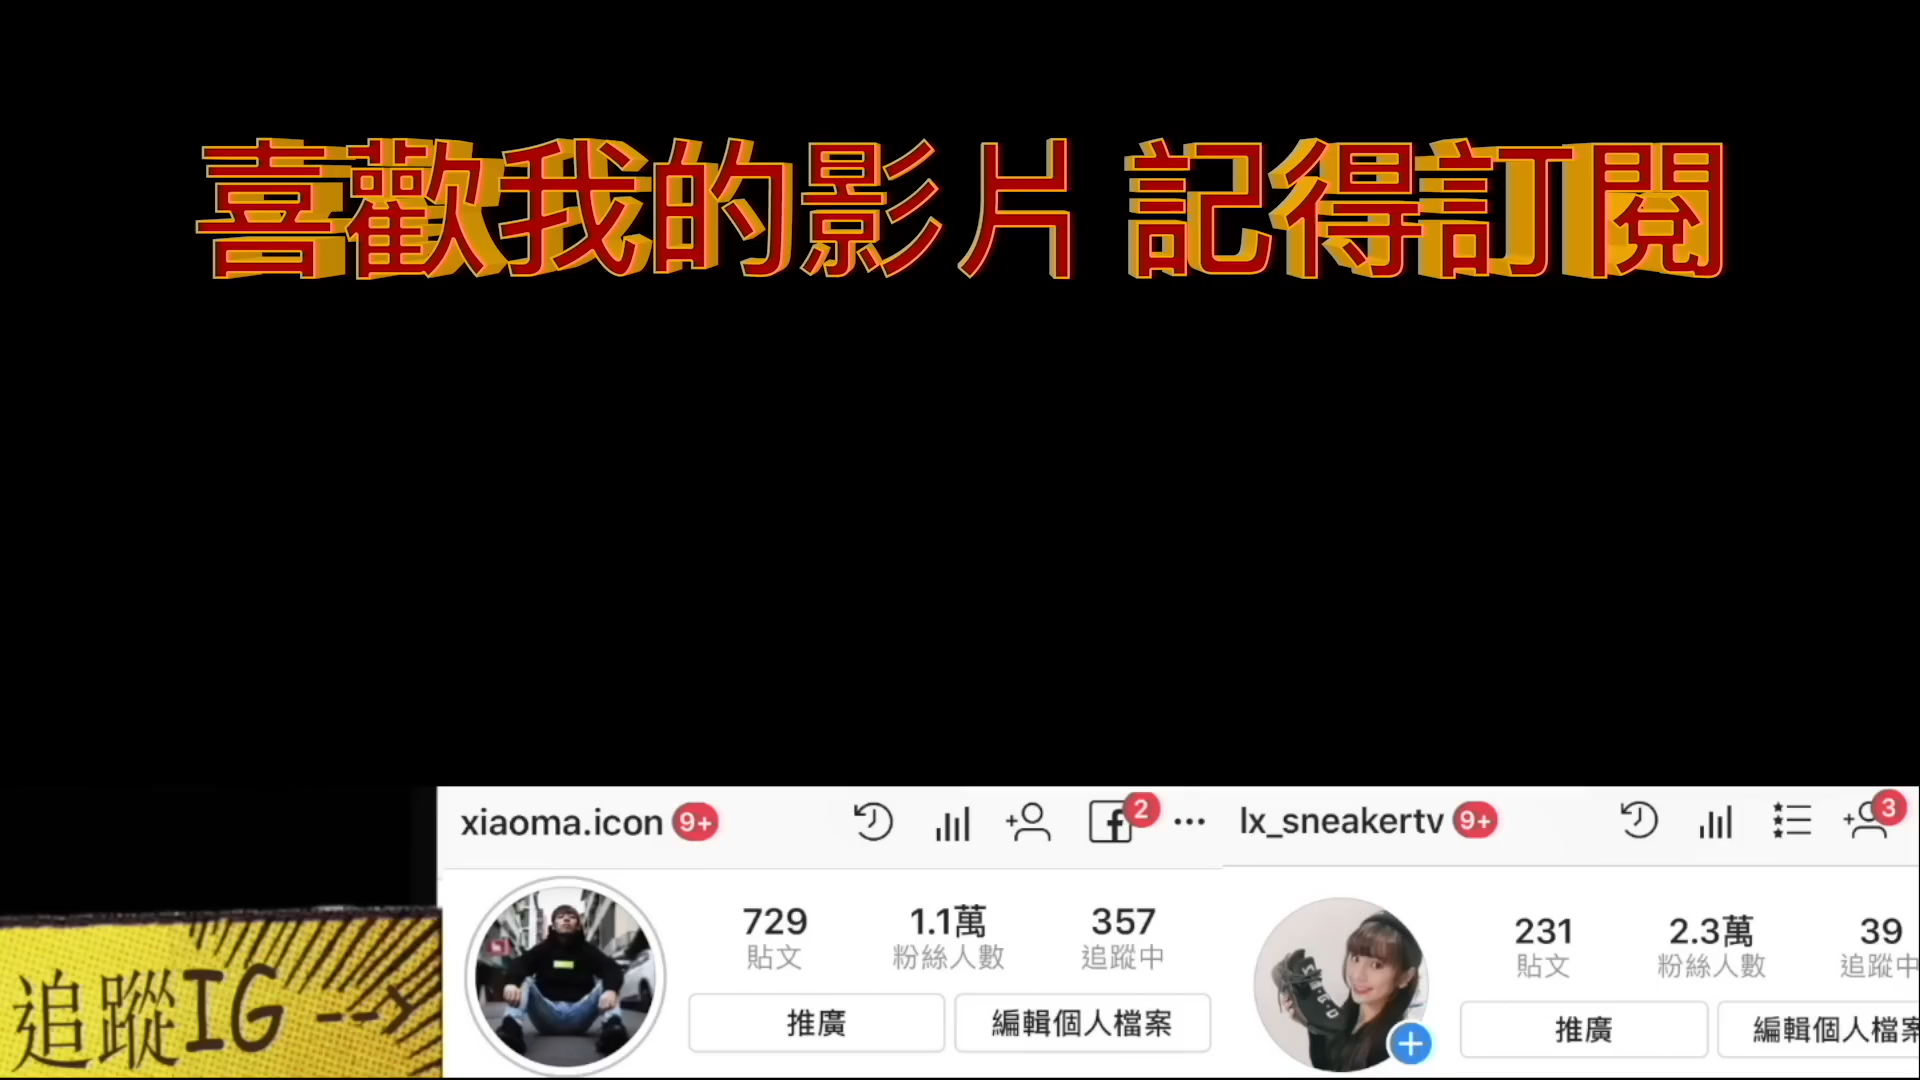 喜歡我的影片 記得訂閱
xiaoma.icon 9+
2
729 1.1萬 357
貼文 粉絲人數 追蹤中
推廣 編輯個人檔案
lx_sneakertv 9+
3
231 2.3萬 39
貼文 粉絲人數 追蹤中
推廣 編輯個人檔案
追蹤IG -->